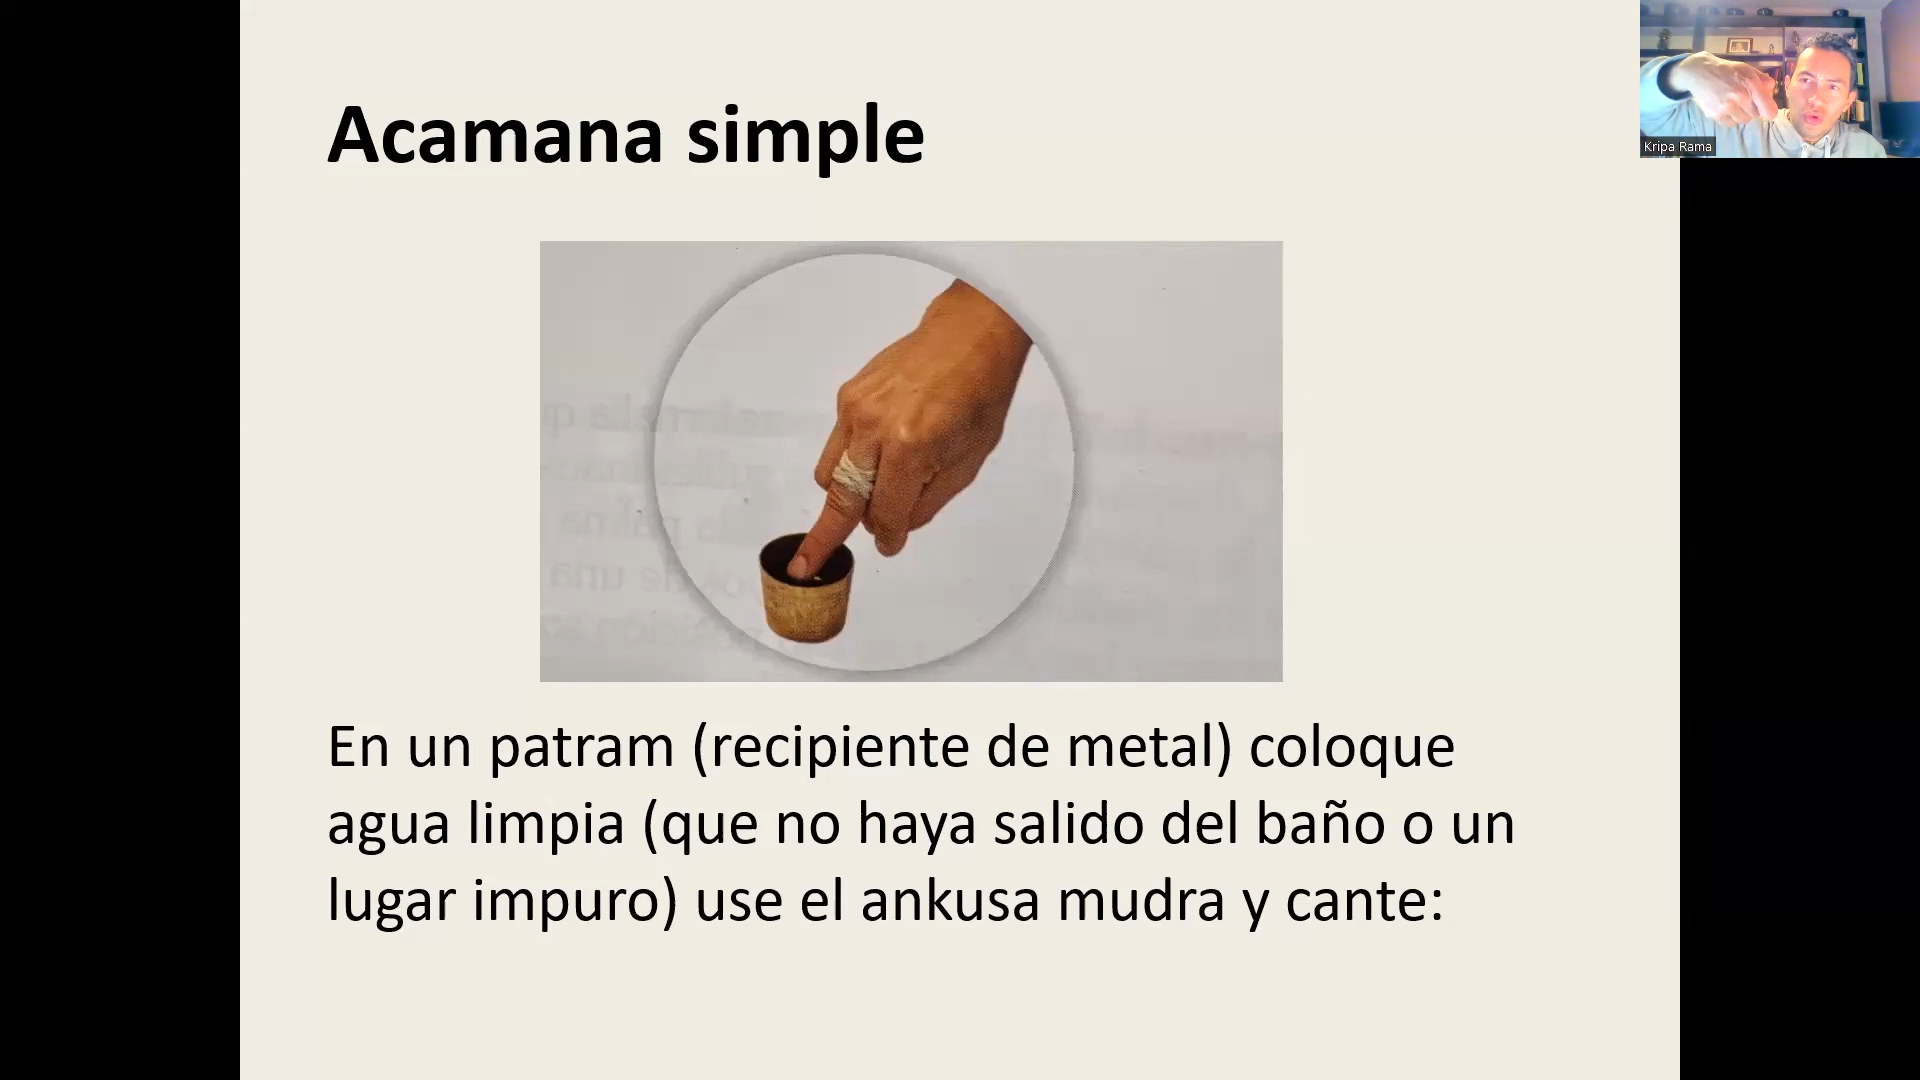 Acamana simple
Kripa Rama
En un patram (recipiente de metal) coloque
agua limpia (que no haya salido del baño o un
lugar impuro) use el ankusa mudra y cante: